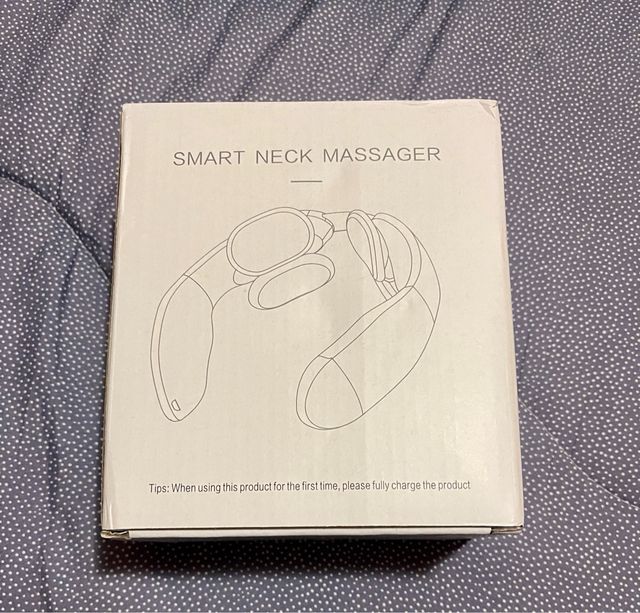 SMART NECK MASSAGER
Tips: When using this product for the first time, please fully charge the product